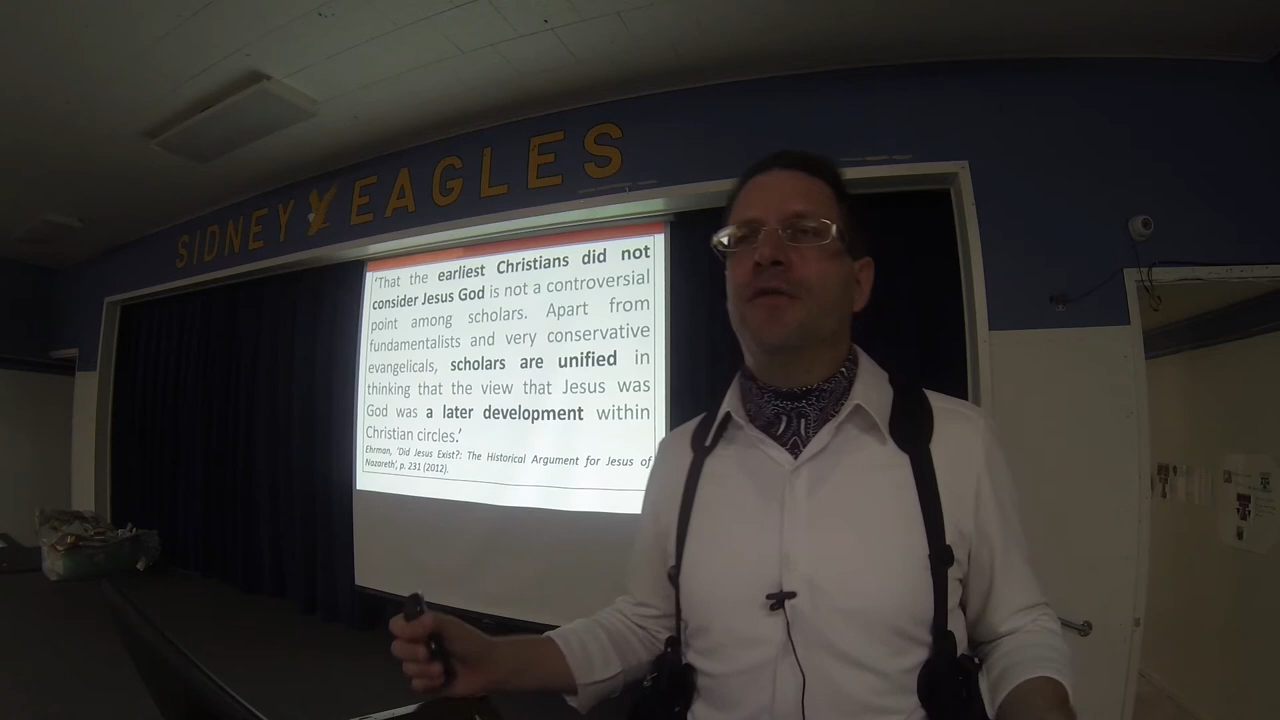 SIDNEY EAGLES
'That the earliest Christians did not
consider Jesus God is not a controversial
point among scholars. Apart from
fundamentalists and very conservative
evangelicals, scholars are unified in
thinking that the view that Jesus was
God was a later development within
Christian circles.'
Ehrman, 'Did Jesus Exist?: The Historical Argument for Jesus of
Nazareth', p. 231 (2012).